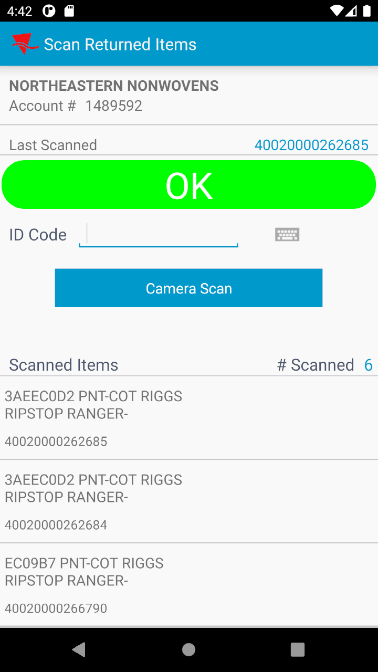 4:42
Scan Returned Items
NORTHEASTERN NONWOVENS
Account # 1489592
Last Scanned 40020000262685
OK
ID Code
Camera Scan
Scanned Items # Scanned 6
3AEEC0D2 PNT-COT RIGGS
RIPSTOP RANGER-
40020000262685
3AEEC0D2 PNT-COT RIGGS
RIPSTOP RANGER-
40020000262684
EC09B7 PNT-COT RIGGS
RIPSTOP RANGER-
40020000266790